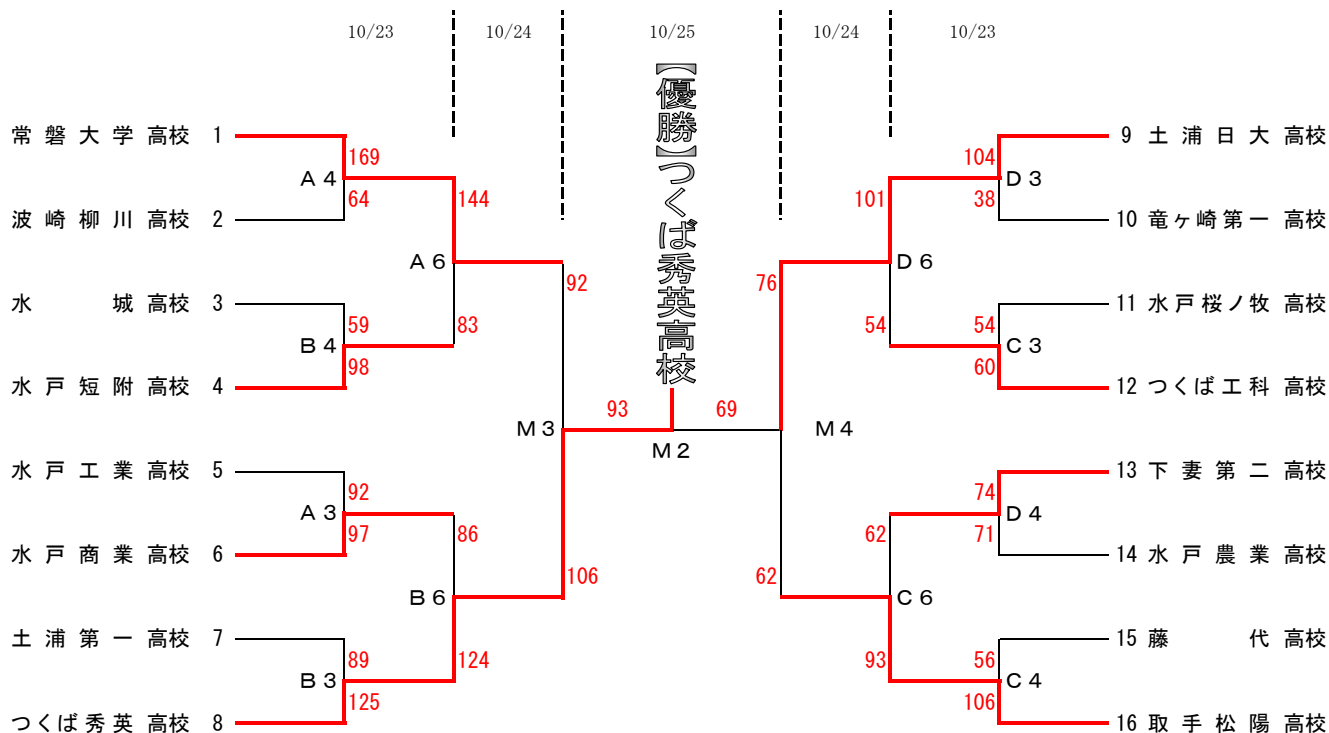 10/23 10/24 10/25 10/24 10/23
【優勝】つくば秀英高校
常磐大学 高校 1
169
A4
64
波崎柳川 高校 2
144
A6
83
水城高校 3
59
B4
98
水戸短附 高校 4
92
M3
106
水戸工業 高校 5
92
A3
97
水戸商業 高校 6
86
B6
124
土浦第一 高校 7
89
B3
125
つくば秀英 高校 8
93
M2
69
9 土浦日大 高校
104
D3
38
10 竜ヶ崎第一 高校
101
D6
54
11 水戸桜ノ牧 高校
54
C3
60
12 つくば工科 高校
76
M4
62
13 下妻第二 高校
74
D4
71
14 水戸農業 高校
62
C6
93
15 藤代 高校
56
C4
106
16 取手松陽 高校